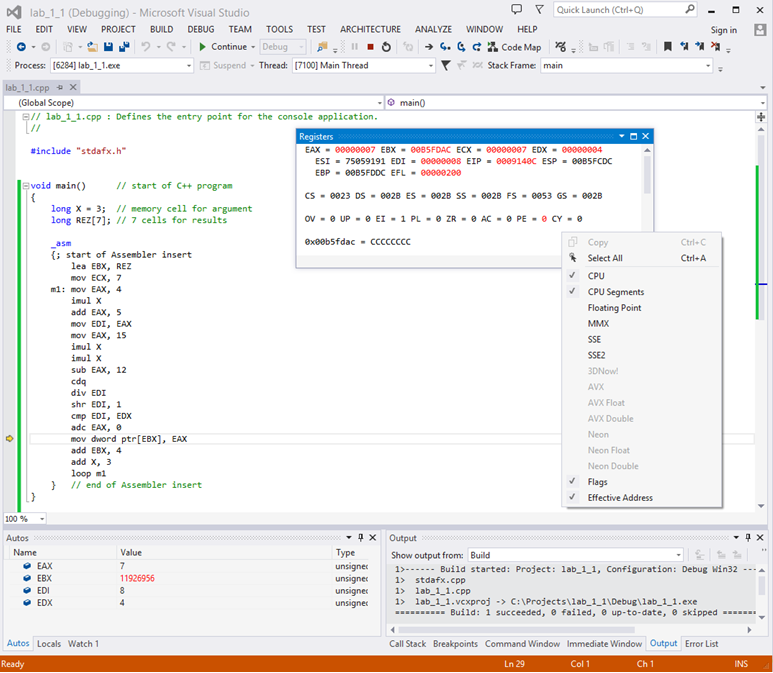 lab_1_1 (Debugging) - Microsoft Visual Studio
Quick Launch (Ctrl+Q)
FILE EDIT VIEW PROJECT BUILD DEBUG TEAM TOOLS TEST ARCHITECTURE ANALYZE WINDOW HELP Sign in
Continue Debug Code Map
Process: [6284] lab_1_1.exe Suspend Thread: [7100] Main Thread Stack Frame: main
lab_1_1.cpp
(Global Scope) main()
// lab_1_1.cpp : Defines the entry point for the console application.
//
#include "stdafx.h"
void main() // start of C++ program
{
long X = 3; // memory cell for argument
long REZ[7]; // 7 cells for results
_asm
{; start of Assembler insert
lea EBX, REZ
mov ECX, 7
m1: mov EAX, 4
imul X
add EAX, 5
mov EDI, EAX
mov EAX, 15
imul X
imul X
sub EAX, 12
cdq
div EDI
shr EDI, 1
cmp EDI, EDX
adc EAX, 0
mov dword ptr[EBX], EAX
add EBX, 4
add X, 3
loop m1
} // end of Assembler insert
}
Registers
EAX = 00000007 EBX = 00B5FDAC ECX = 00000007 EDX = 00000004
ESI = 75059191 EDI = 00000008 EIP = 0009140C ESP = 00B5FCDC
EBP = 00B5FDDC EFL = 00000200
CS = 0023 DS = 002B ES = 002B SS = 002B FS = 0053 GS = 002B
OV = 0 UP = 0 EI = 1 PL = 0 ZR = 0 AC = 0 PE = 0 CY = 0
0x00b5fdac = CCCCCCCC
Copy Ctrl+C
Select All Ctrl+A
CPU
CPU Segments
Floating Point
MMX
SSE
SSE2
3DNow!
AVX
AVX Float
AVX Double
Neon
Neon Float
Neon Double
Flags
Effective Address
100 %
Autos
Name Value Type
EAX 7 unsigned
EBX 11926956 unsigned
EDI 8 unsigned
EDX 4 unsigned
Autos Locals Watch 1
Output
Show output from: Build
1>------ Build started: Project: lab_1_1, Configuration: Debug Win32 ---
1> stdafx.cpp
1> lab_1_1.cpp
1> lab_1_1.vcxproj -> C:\Projects\lab_1_1\Debug\lab_1_1.exe
========== Build: 1 succeeded, 0 failed, 0 up-to-date, 0 skipped =======
Call Stack Breakpoints Command Window Immediate Window Output Error List
Ready Ln 29 Col 1 Ch 1 INS